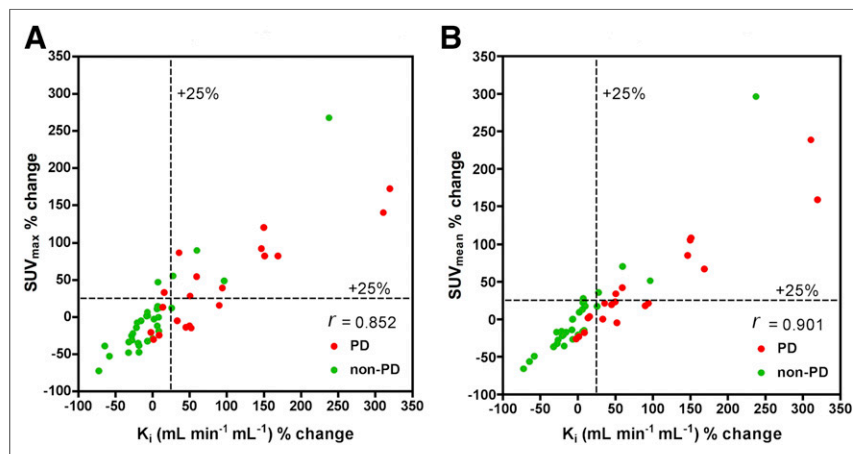 A
B
350
300
250
200
150
100
50
0
-50
-100
SUVmax % change
+25%
+25%
r = 0.852
PD
non-PD
-100 -50 0 50 100 150 200 250 300 350
Ki (mL min-1 mL-1) % change
350
300
250
200
150
100
50
0
-50
-100
SUVmean % change
+25%
+25%
r = 0.901
PD
non-PD
-100 -50 0 50 100 150 200 250 300 350
Ki (mL min-1 mL-1) % change